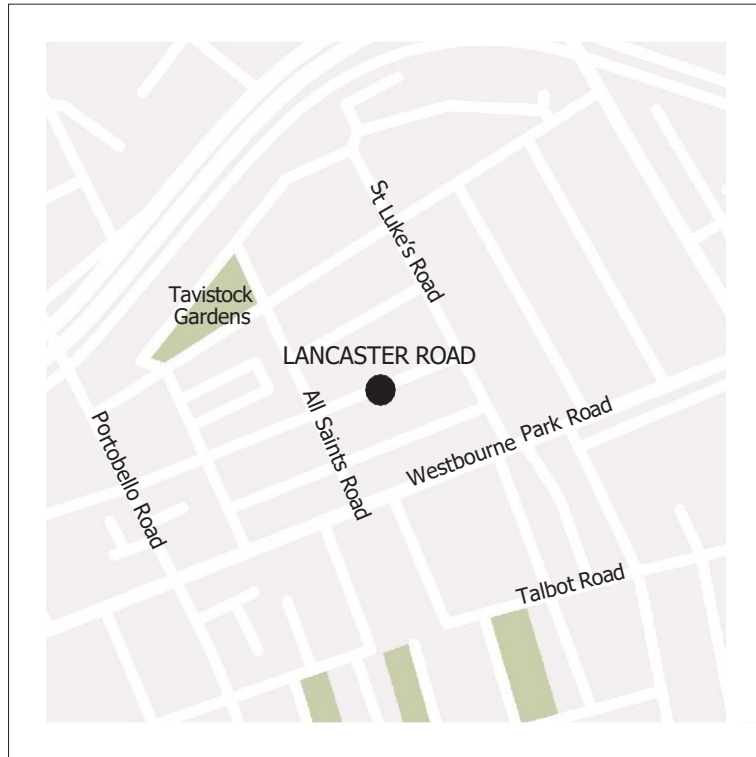 St Luke's Road
Tavistock
Gardens
LANCASTER ROAD
All Saints Road
Westbourne Park Road
Portobello Road
Talbot Road